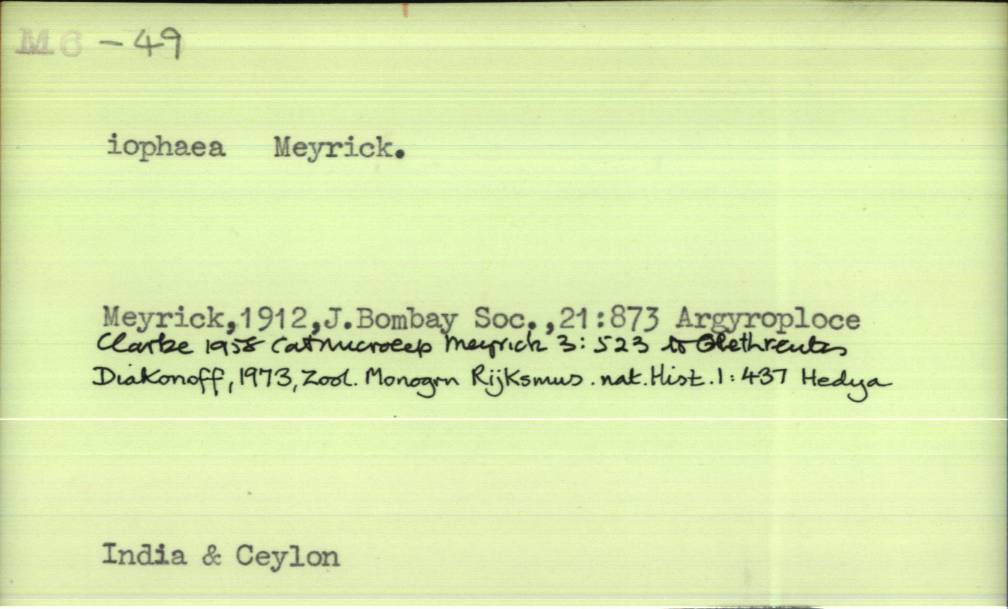 M6 - 49
iophaea Meyrick.
Meyrick,1912,J.Bombay Soc.,21:873 Argyroploce
Clarke 1958 Cat Microlep Meyrick 3: 523 to Olethreutes
Diakonoff, 1973, Zool. Monogrn Rijksmus. nat. Hist. 1: 437 Hedya
India & Ceylon